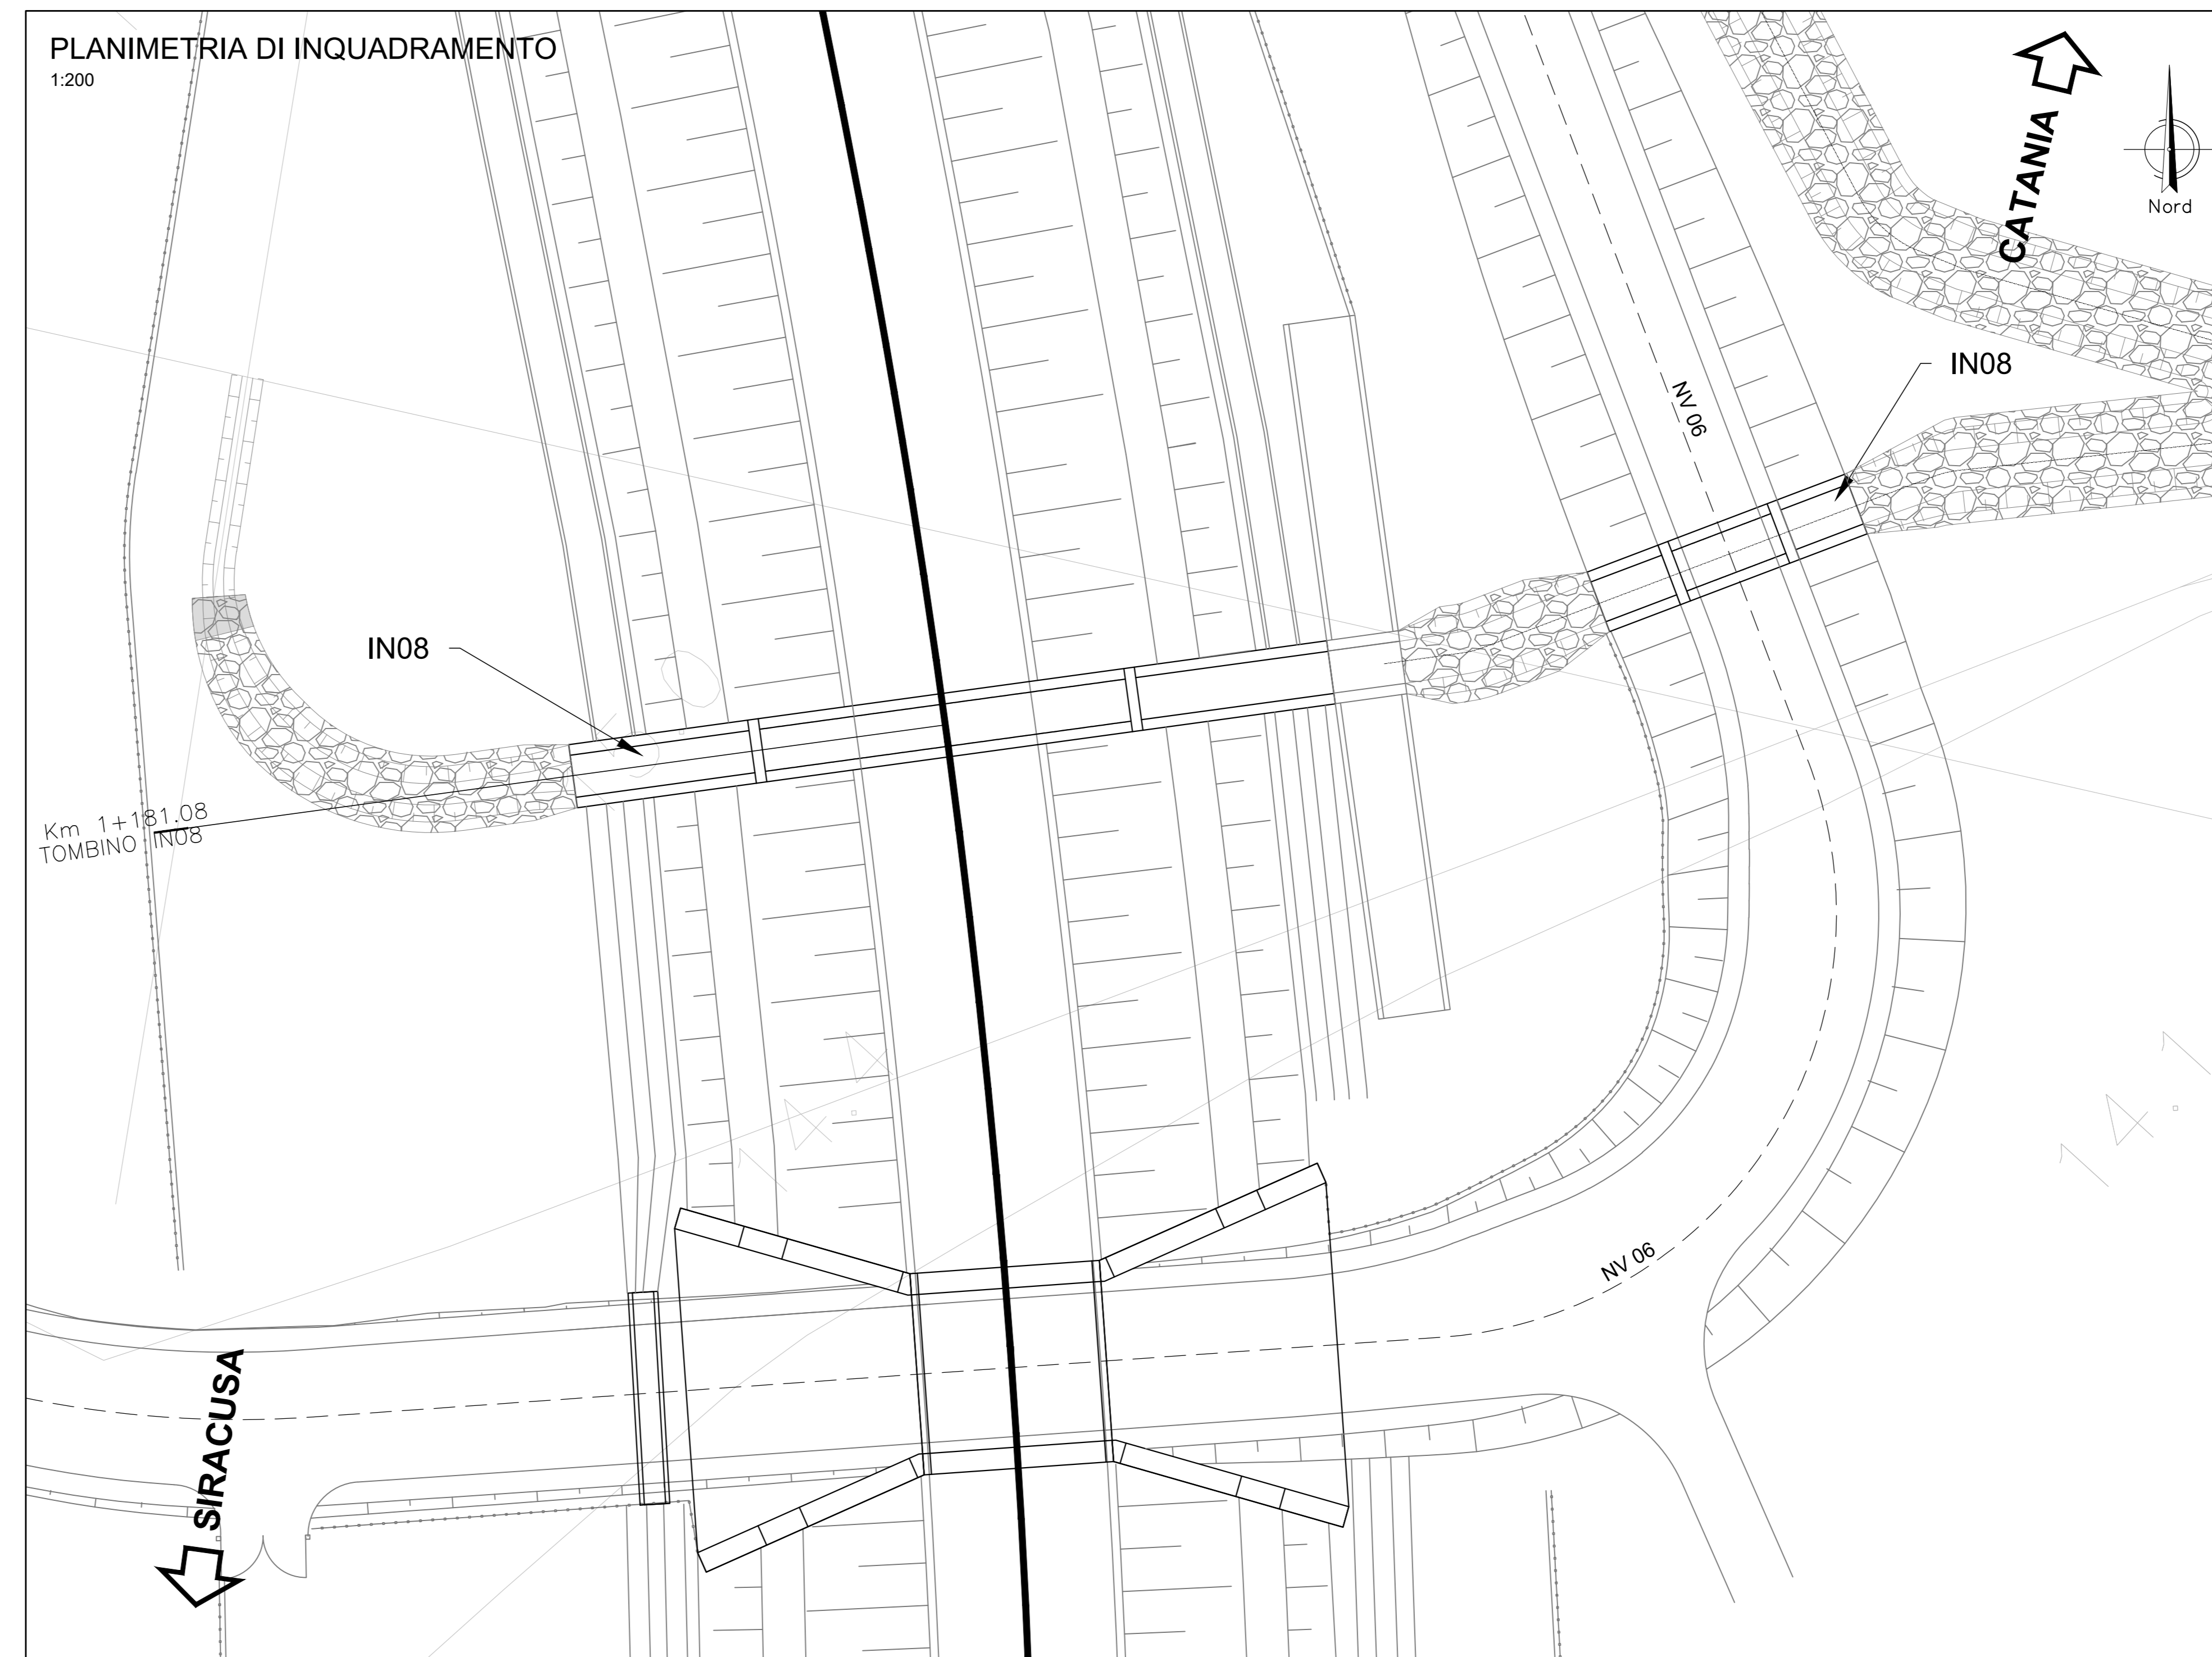 PLANIMETRIA DI INQUADRAMENTO
1:200
CATANIA
Nord
IN08
NV 06
IN08
Km 1+181.08
TOMBINO IN08
NV 06
SIRACUSA